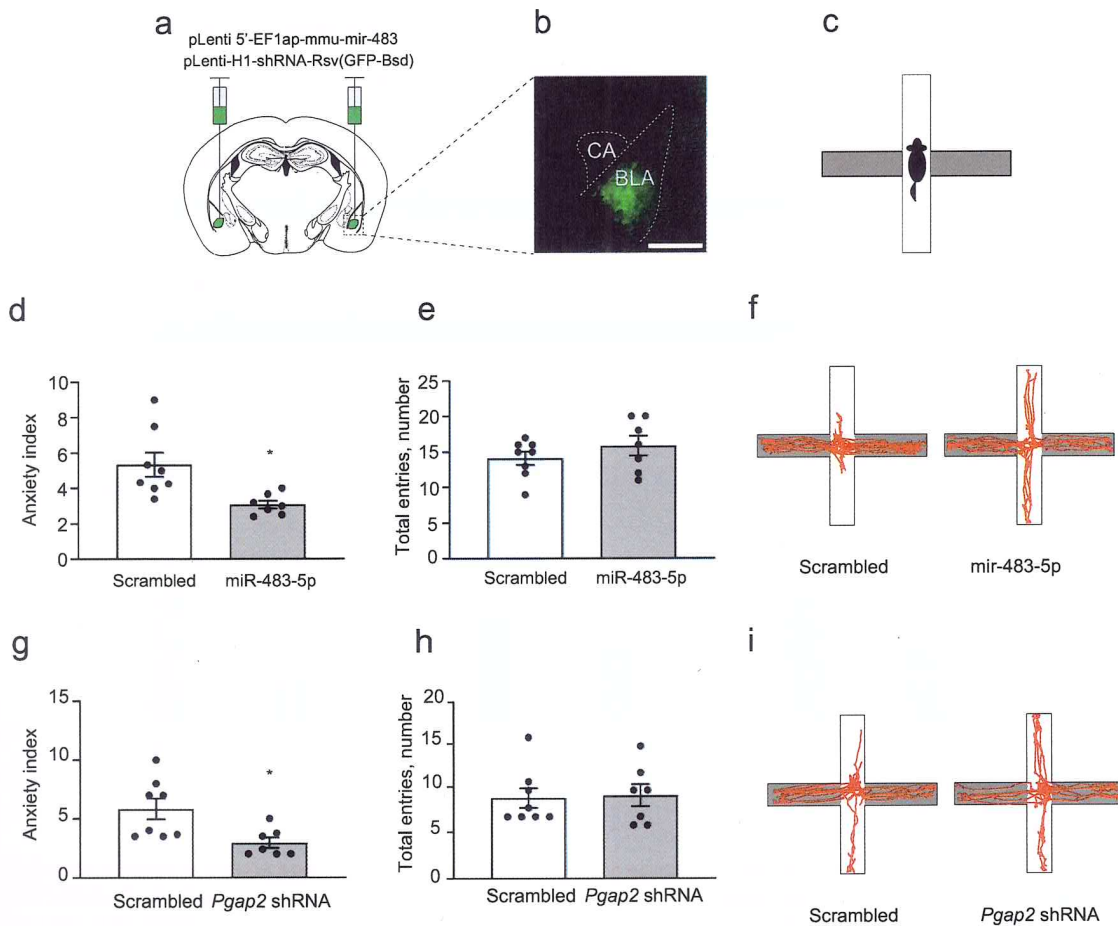 a
pLenti 5'-EF1ap-mmu-mir-483
pLenti-H1-shRNA-Rsv(GFP-Bsd)
b
CA
BLA
c
d
Anxiety index
10
8
6
4
2
0
*
Scrambled
miR-483-5p
e
Total entries, number
25
20
15
10
5
0
Scrambled
miR-483-5p
f
Scrambled
mir-483-5p
g
Anxiety index
15
10
5
0
*
Scrambled
Pgap2 shRNA
h
Total entries, number
20
15
10
5
0
Scrambled
Pgap2 shRNA
i
Scrambled
Pgap2 shRNA